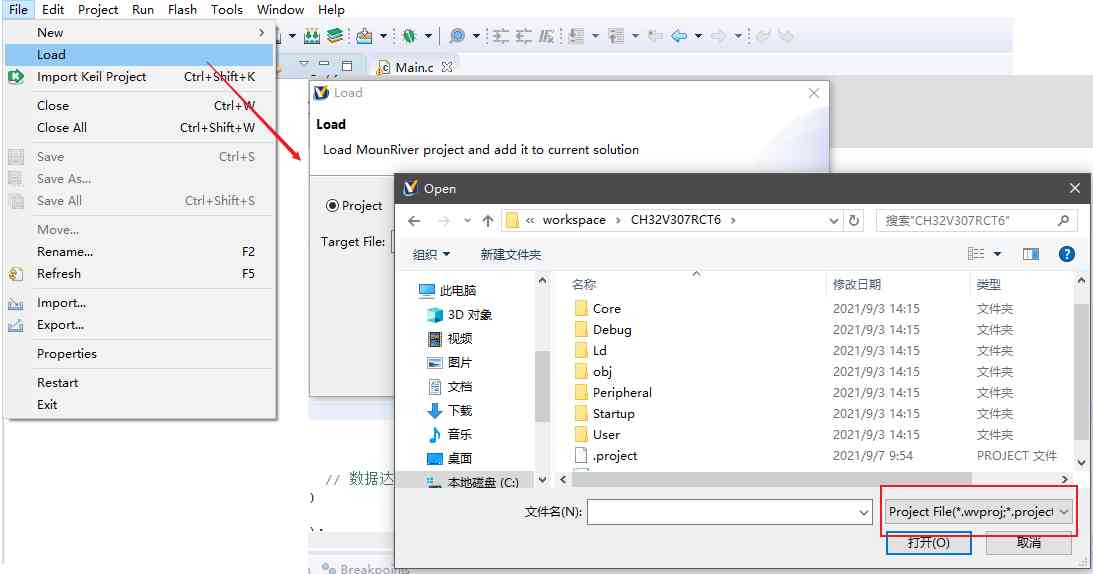 File Edit Project Run Flash Tools Window Help
New
Load
Import Keil Project Ctrl+Shift+K
Close Ctrl+W
Close All Ctrl+Shift+W
Save Ctrl+S
Save As...
Save All Ctrl+Shift+S
Move...
Rename... F2
Refresh F5
Import...
Export...
Properties
Restart
Exit
Main.c
Load
Load
Load MounRiver project and add it to current solution
Project
Target File:
Open
« workspace › CH32V307RCT6 ›
搜索"CH32V307RCT6"
组织 新建文件夹
此电脑
3D 对象
视频
图片
文档
下载
音乐
桌面
本地磁盘 (C:)
名称 修改日期 类型
Core 2021/9/3 14:15 文件夹
Debug 2021/9/3 14:15 文件夹
Ld 2021/9/3 14:15 文件夹
obj 2021/9/3 14:15 文件夹
Peripheral 2021/9/3 14:15 文件夹
Startup 2021/9/3 14:15 文件夹
User 2021/9/3 14:15 文件夹
.project 2021/9/7 9:54 PROJECT 文件
文件名(N):
Project File(*.wvproj;*.project
打开(O) 取消
// 数据达
)
Breakpoints